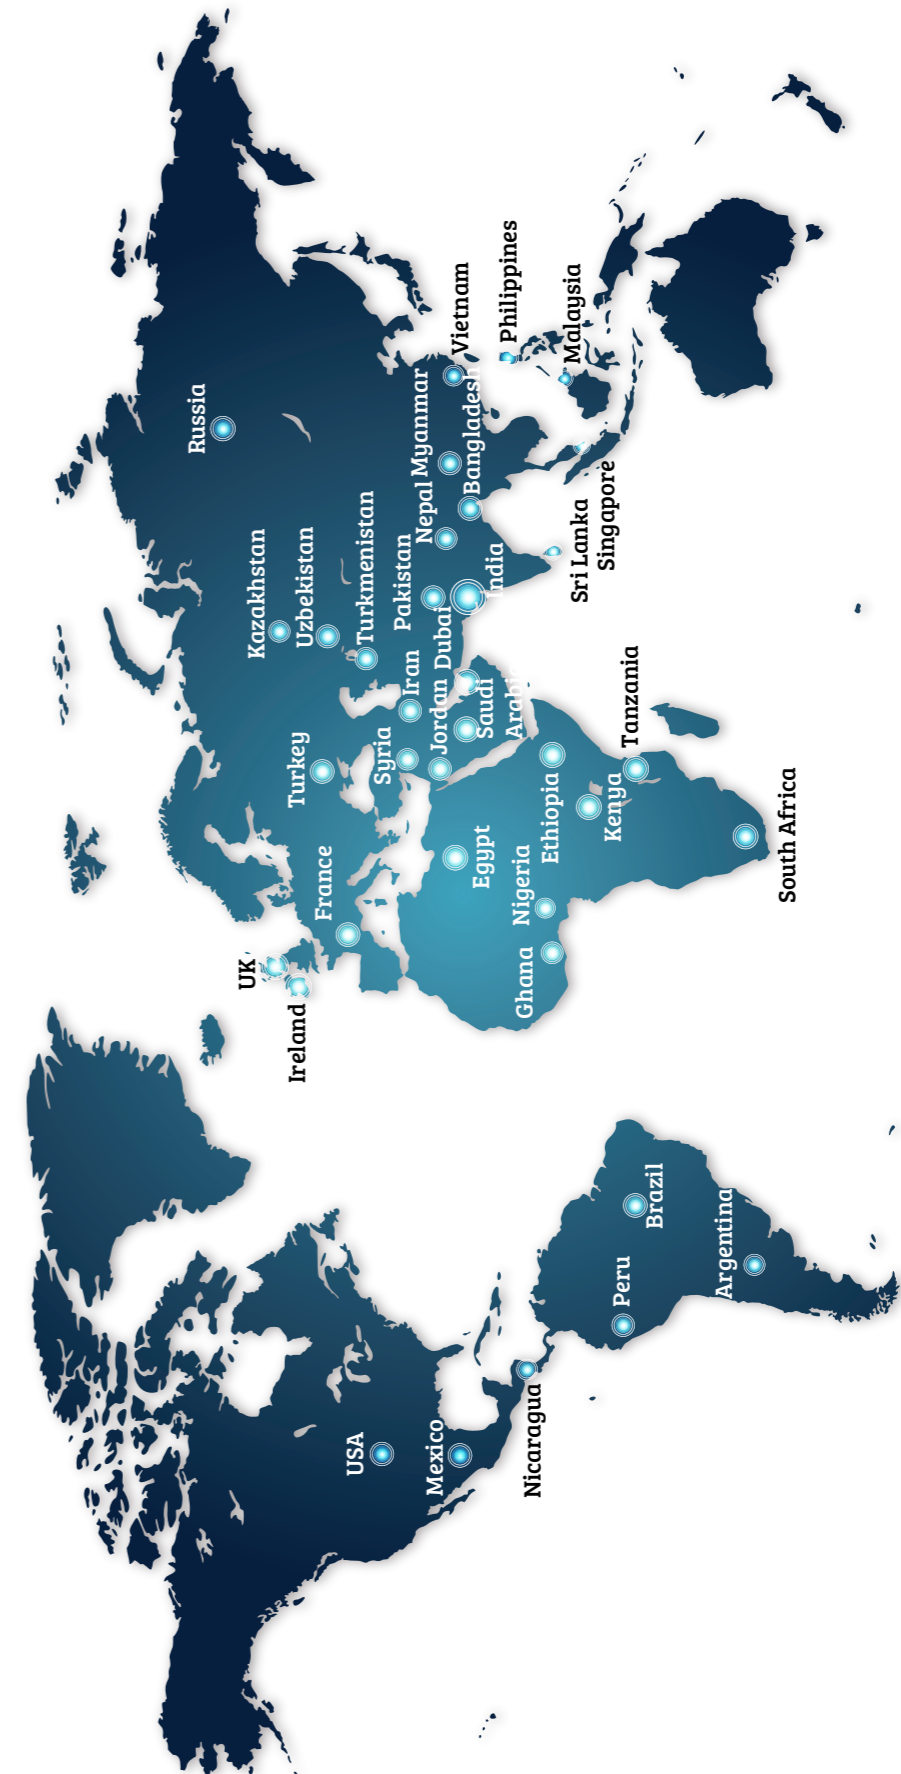 USA
Mexico
Nicaragua
Peru
Brazil
Argentina
UK
Ireland
France
Ghana
Nigeria
Egypt
Ethiopia
Kenya
Tanzania
South Africa
Turkey
Syria
Jordan
Saudi
Arabia
Iran
Dubai
Kazakhstan
Uzbekistan
Turkmenistan
Pakistan
India
Nepal
Myanmar
Bangladesh
Sri Lanka
Singapore
Russia
Vietnam
Philippines
Malaysia